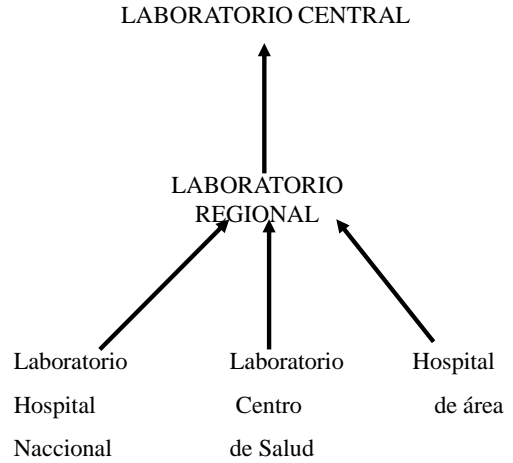 LABORATORIO CENTRAL
LABORATORIO
REGIONAL
Laboratorio
Hospital
Naccional
Laboratorio
Centro
de Salud
Hospital
de área